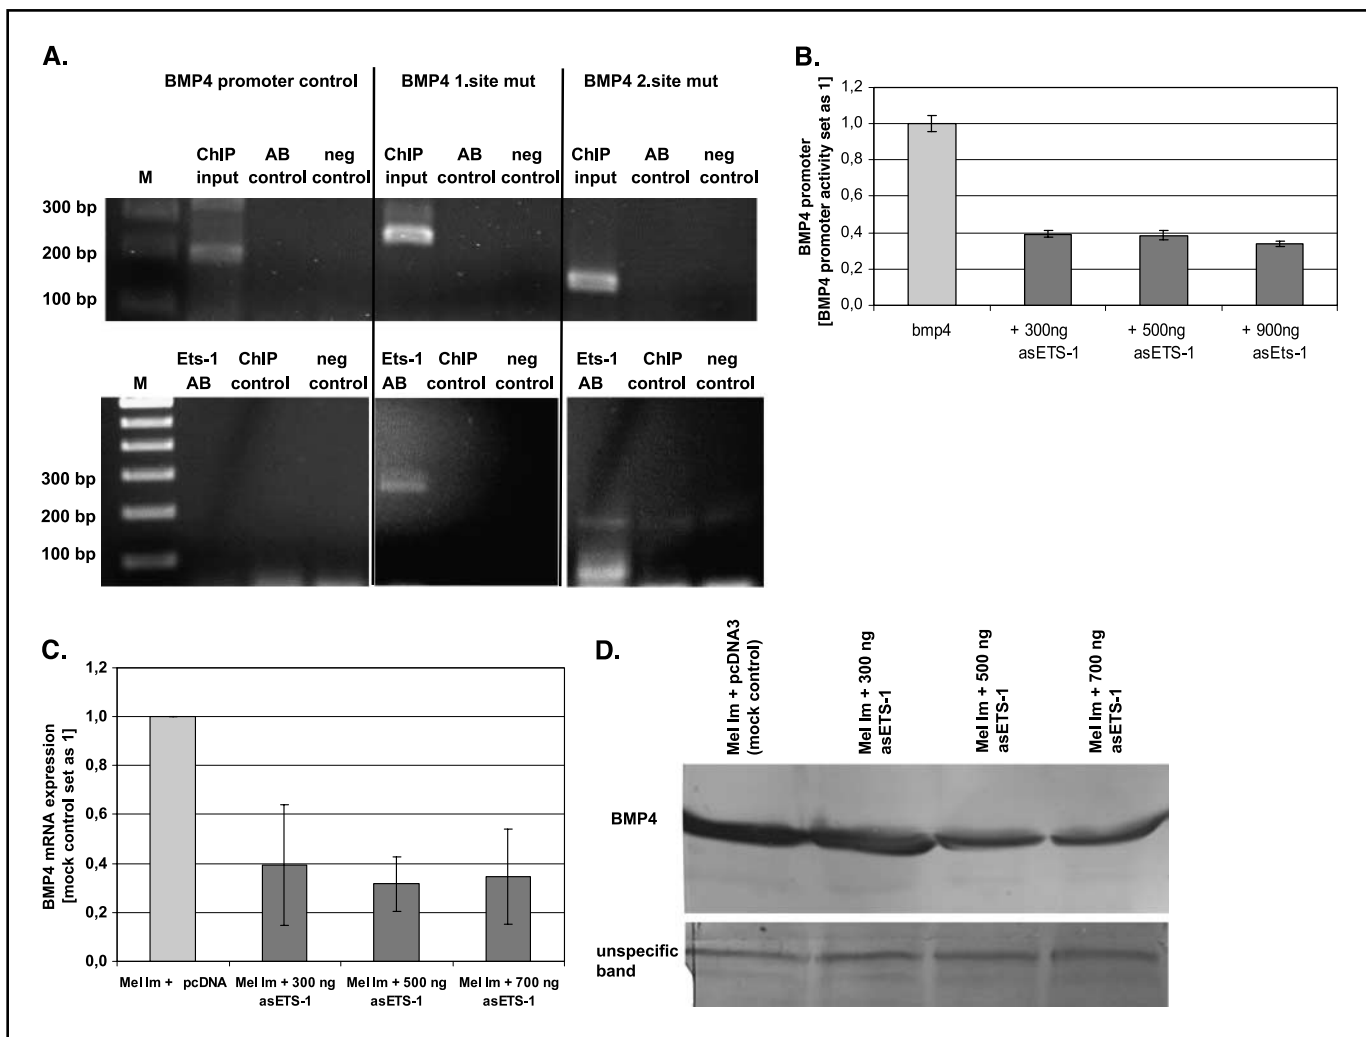 A.
BMP4 promoter control
BMP4 1.site mut
BMP4 2.site mut
M
ChIP input
AB control
neg control
ChIP input
AB control
neg control
ChIP input
AB control
neg control
300 bp
200 bp
100 bp
M
Ets-1 AB
ChIP control
neg control
Ets-1 AB
ChIP control
neg control
Ets-1 AB
ChIP control
neg control
300 bp
200 bp
100 bp
B.
BMP4 promoter
[BMP4 promoter activity set as 1]
1,2
1,0
0,8
0,6
0,4
0,2
0,0
bmp4
+ 300ng
asETS-1
+ 500ng
asETS-1
+ 900ng
asEts-1
C.
BMP4 mRNA expression
[mock control set as 1]
1,2
1,0
0,8
0,6
0,4
0,2
0,0
Mel Im + pcDNA
Mel Im + 300 ng
asETS-1
Mel Im + 500 ng
asETS-1
Mel Im + 700 ng
asETS-1
D.
Mel Im + pcDNA3
(mock control)
Mel Im + 300 ng
asETS-1
Mel Im + 500 ng
asETS-1
Mel Im + 700 ng
asETS-1
BMP4
unspecific
band